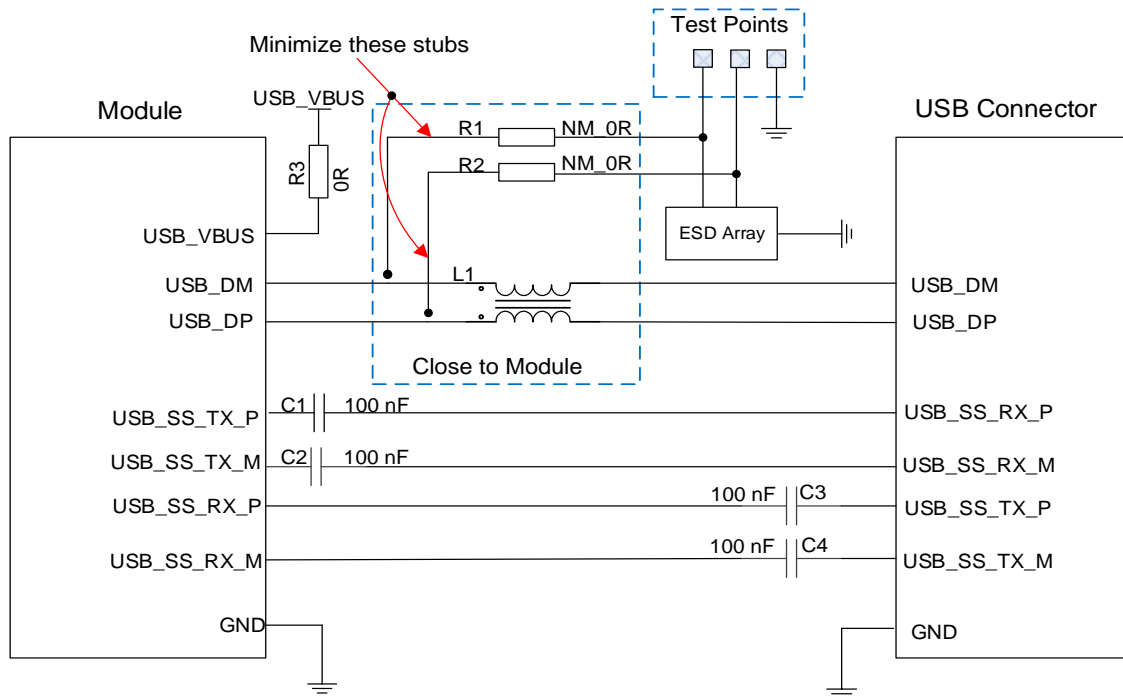 Test Points
Minimize these stubs
Module
USB_VBUS
USB Connector
R1
NM_0R
R2
NM_0R
R3
0R
ESD Array
USB_VBUS
USB_DM
L1
USB_DM
USB_DP
USB_DP
Close to Module
USB_SS_TX_P
C1
100 nF
USB_SS_RX_P
USB_SS_TX_M
C2
100 nF
USB_SS_RX_M
USB_SS_RX_P
100 nF
C3
USB_SS_TX_P
USB_SS_RX_M
100 nF
C4
USB_SS_TX_M
GND
GND